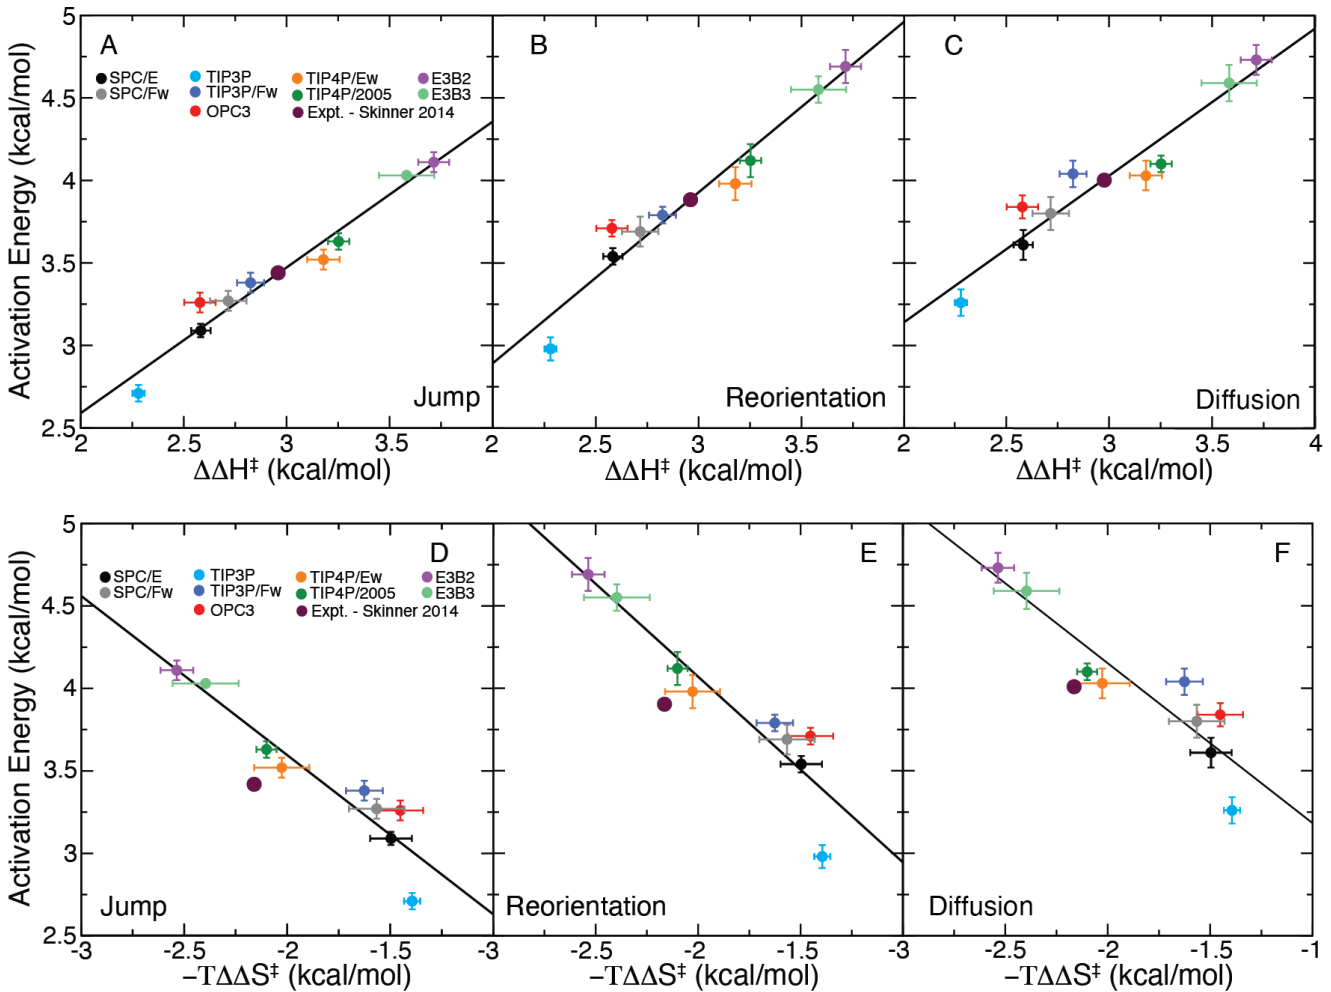 A
B
C
SPC/E
SPC/Fw
TIP3P
TIP3P/Fw
OPC3
TIP4P/Ew
TIP4P/2005
Expt. - Skinner 2014
E3B2
E3B3
Activation Energy (kcal/mol)
5
4.5
4
3.5
3
2.5
Jump
Reorientation
Diffusion
2 2.5 3 3.5 2 2.5 3 3.5 2 2.5 3 3.5 4
ΔΔH‡ (kcal/mol)
ΔΔH‡ (kcal/mol)
ΔΔH‡ (kcal/mol)
D
E
F
SPC/E
SPC/Fw
TIP3P
TIP3P/Fw
OPC3
TIP4P/Ew
TIP4P/2005
Expt. - Skinner 2014
E3B2
E3B3
Activation Energy (kcal/mol)
5
4.5
4
3.5
3
2.5
Jump
Reorientation
Diffusion
-3 -2.5 -2 -1.5 -3 -2.5 -2 -1.5 -3 -2.5 -2 -1.5 -1
−TΔΔS‡ (kcal/mol)
−TΔΔS‡ (kcal/mol)
−TΔΔS‡ (kcal/mol)